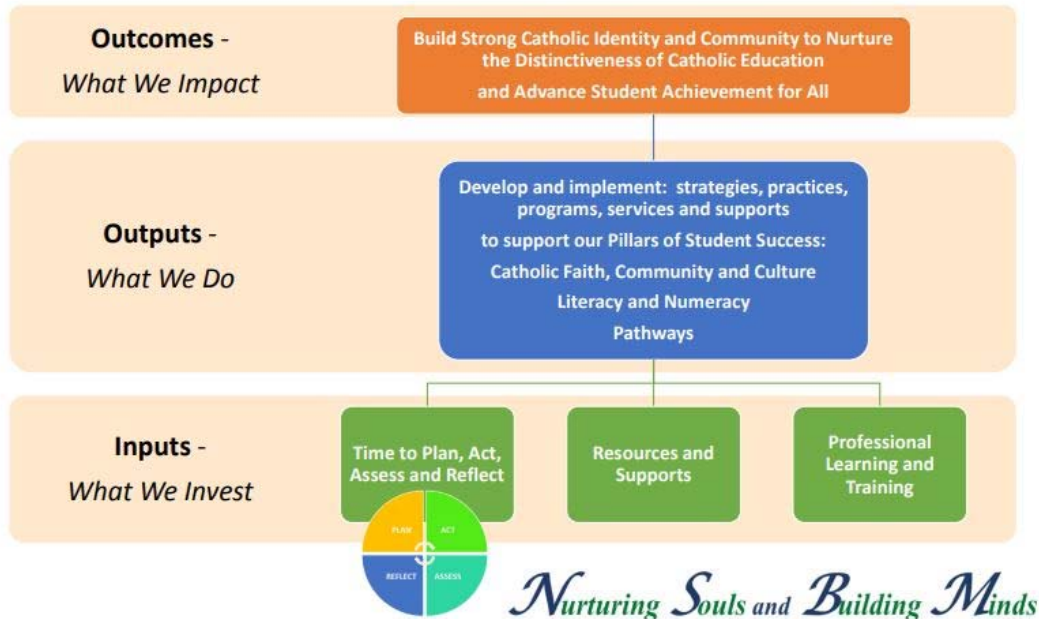 Outcomes -
What We Impact
Build Strong Catholic Identity and Community to Nurture
the Distinctiveness of Catholic Education
and Advance Student Achievement for All
Outputs -
What We Do
Develop and implement: strategies, practices,
programs, services and supports
to support our Pillars of Student Success:
Catholic Faith, Community and Culture
Literacy and Numeracy
Pathways
Inputs -
What We Invest
Time to Plan, Act,
Assess and Reflect
Resources and
Supports
Professional
Learning and
Training
PLAN
ACT
REFLECT
ASSESS
Nurturing Souls and Building Minds